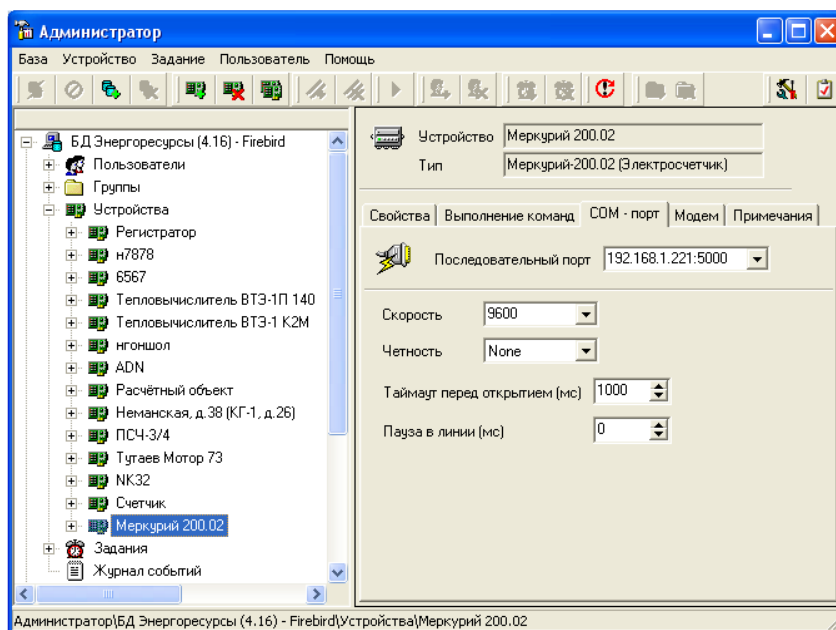 Администратор
База Устройство Задание Пользователь Помощь
БД Энергоресурсы (4.16) - Firebird
Пользователи
Группы
Устройства
Регистратор
н7878
6567
Тепловычислитель ВТЭ-1П 140
Тепловычислитель ВТЭ-1 К2М
нгоншол
ADN
Расчётный объект
Неманская, д.38 (КГ-1, д.26)
ПСЧ-3/4
Тутаев Мотор 73
NK32
Счетчик
Меркурий 200.02
Задания
Журнал событий
Устройство Меркурий 200.02
Тип Меркурий-200.02 (Электросчетчик)
Свойства Выполнение команд COM - порт Модем Примечания
Последовательный порт 192.168.1.221:5000
Скорость 9600
Четность None
Таймаут перед открытием (мс) 1000
Пауза в линии (мс) 0
Администратор\БД Энергоресурсы (4.16) - Firebird\Устройства\Меркурий 200.02